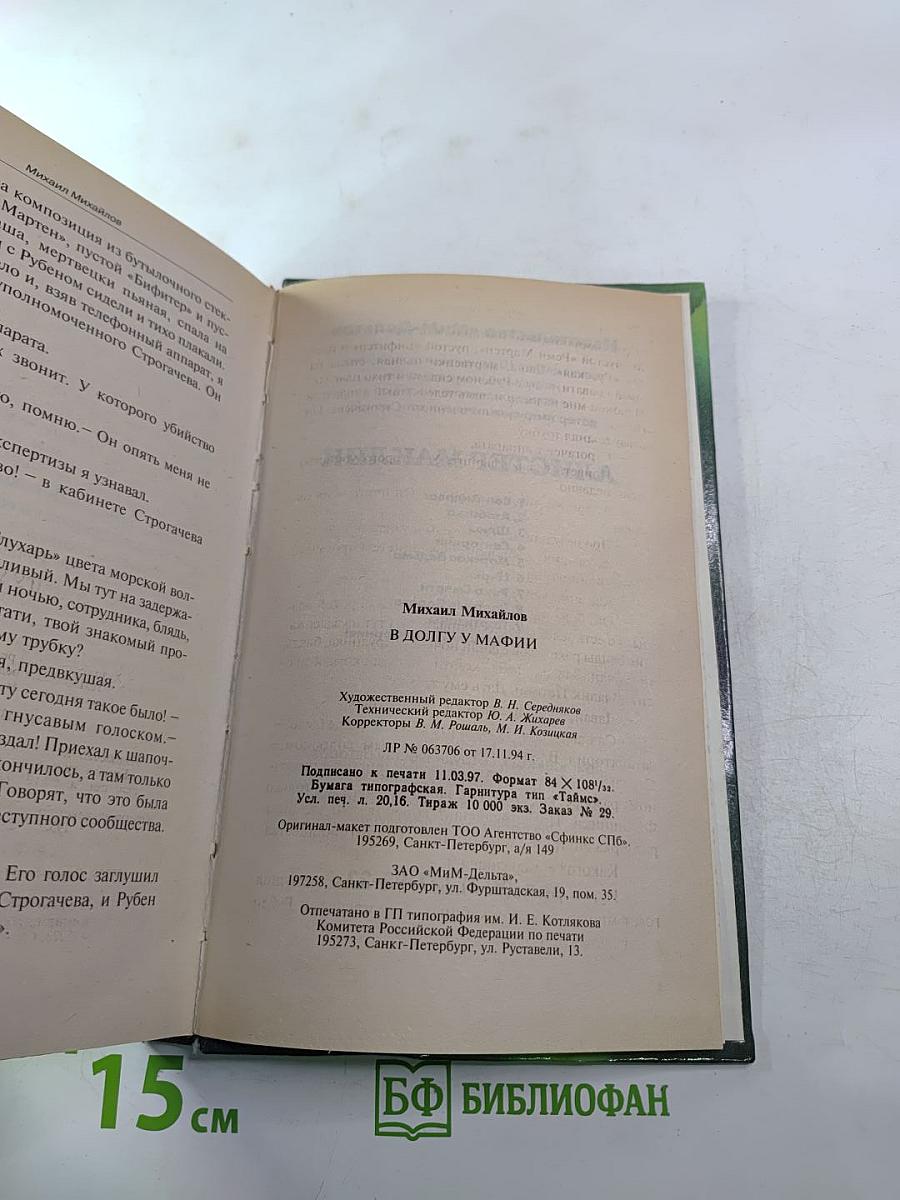 Михаил Михайлов
а композиция из бутылочного стек-
Мартен», пустой «Бифитер» и пус-
аша, мертвецки пьяная, спала на
с Рубеном сидели и тихо плакали.
ло и, взяв телефонный аппарат, я
уполномоченного Строгачева. Он
парата.
звонит. У которого убийство
о, помню.– Он опять меня не
кспертизы я узнавал.
во! – в кабинете Строгачева
лухарь» цвета морской вол-
ливый. Мы тут на задержа-
й ночью, сотрудника, блядь,
тати, твой знакомый про-
му трубку?
я, предвкушая.
ту сегодня такое было! –
гнусавым голоском.–
здал! Приехал к шапоч-
кончилось, а там только
Говорят, что это была
еступного сообщества.
Его голос заглушил
Строгачева, и Рубен
».
Михаил Михайлов
В ДОЛГУ У МАФИИ
Художественный редактор В. Н. Середняков
Технический редактор Ю. А. Жихарев
Корректоры В. М. Рошаль, М. И. Козицкая
ЛР № 063706 от 17.11.94 г.
Подписано к печати 11.03.97. Формат 84 × 108¹/₃₂.
Бумага типографская. Гарнитура тип «Таймс».
Усл. печ. л. 20,16. Тираж 10 000 экз. Заказ № 29.
Оригинал-макет подготовлен ТОО Агентство «Сфинкс СПб».
195269, Санкт-Петербург, а/я 149
ЗАО «МиМ-Дельта»,
197258, Санкт-Петербург, ул. Фурштадская, 19, пом. 35.
Отпечатано в ГП типография им. И. Е. Котлякова
Комитета Российской Федерации по печати
195273, Санкт-Петербург, ул. Руставели, 13.
15 см
БФ БИБЛИОФАН